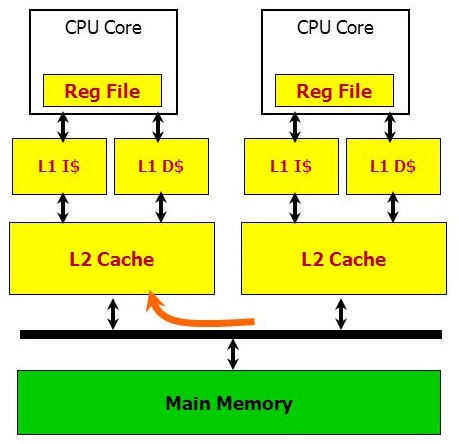 CPU Core
CPU Core
Reg File
Reg File
L1 I$
L1 D$
L1 I$
L1 D$
L2 Cache
L2 Cache
Main Memory